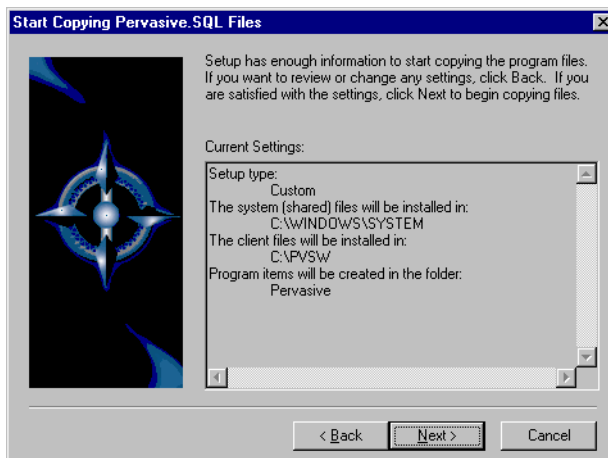 Start Copying Pervasive.SQL Files
Setup has enough information to start copying the program files.
If you want to review or change any settings, click Back. If you
are satisfied with the settings, click Next to begin copying files.
Current Settings:
Setup type:
Custom
The system (shared) files will be installed in:
C:\WINDOWS\SYSTEM
The client files will be installed in:
C:\PVSW
Program items will be created in the folder:
Pervasive
< Back
Next >
Cancel